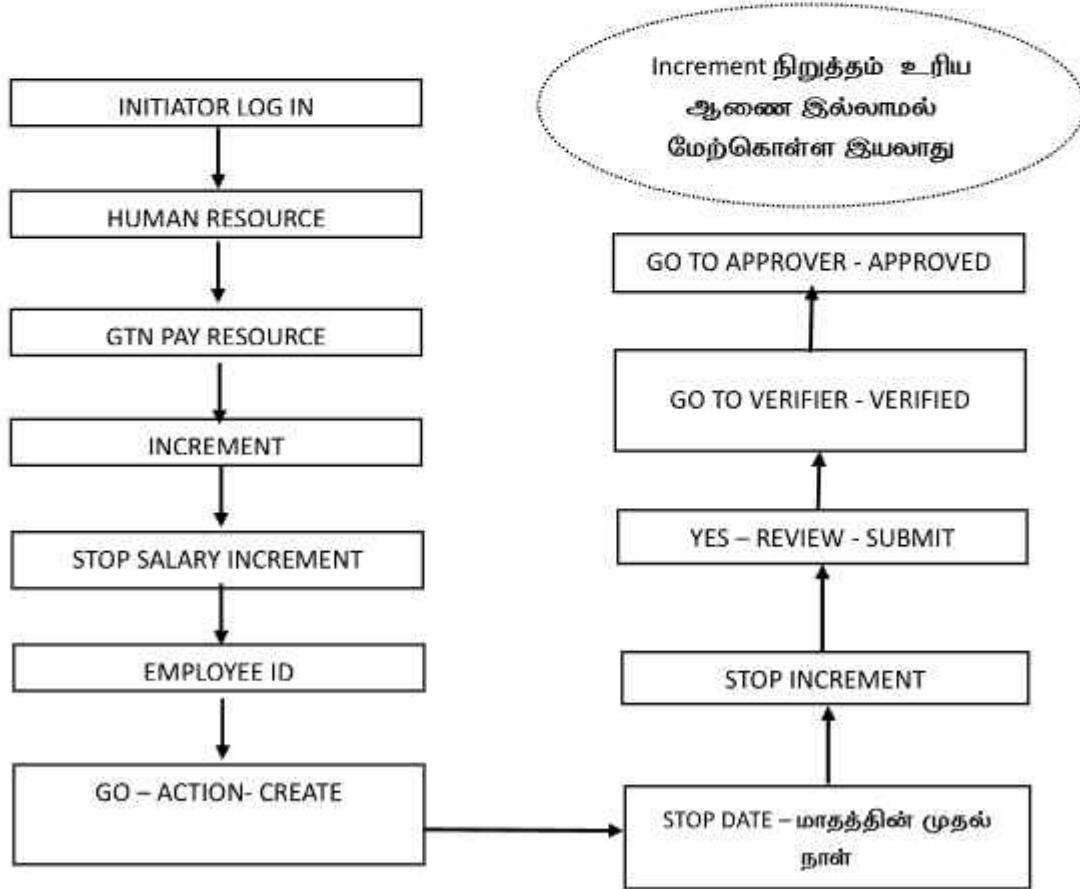 INITIATOR LOG IN
HUMAN RESOURCE
GTN PAY RESOURCE
INCREMENT
STOP SALARY INCREMENT
EMPLOYEE ID
GO – ACTION- CREATE
Increment நிறுத்தம் உரிய
ஆணை இல்லாமல்
மேற்கொள்ள இயலாது
GO TO APPROVER - APPROVED
GO TO VERIFIER - VERIFIED
YES – REVIEW - SUBMIT
STOP INCREMENT
STOP DATE – மாதத்தின் முதல்
நாள்